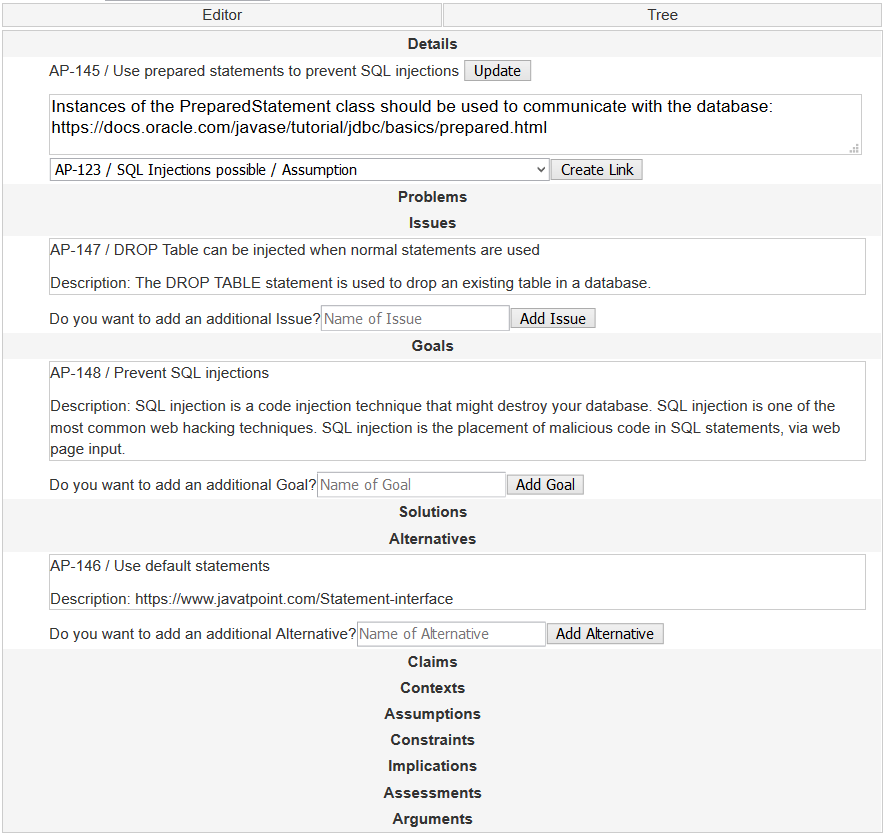 Editor Tree
Details
AP-145 / Use prepared statements to prevent SQL injections Update
Instances of the PreparedStatement class should be used to communicate with the database:
https://docs.oracle.com/javase/tutorial/jdbc/basics/prepared.html
AP-123 / SQL Injections possible / Assumption Create Link
Problems
Issues
AP-147 / DROP Table can be injected when normal statements are used
Description: The DROP TABLE statement is used to drop an existing table in a database.
Do you want to add an additional Issue? Name of Issue Add Issue
Goals
AP-148 / Prevent SQL injections
Description: SQL injection is a code injection technique that might destroy your database. SQL injection is one of the
most common web hacking techniques. SQL injection is the placement of malicious code in SQL statements, via web
page input.
Do you want to add an additional Goal? Name of Goal Add Goal
Solutions
Alternatives
AP-146 / Use default statements
Description: https://www.javatpoint.com/Statement-interface
Do you want to add an additional Alternative? Name of Alternative Add Alternative
Claims
Contexts
Assumptions
Constraints
Implications
Assessments
Arguments